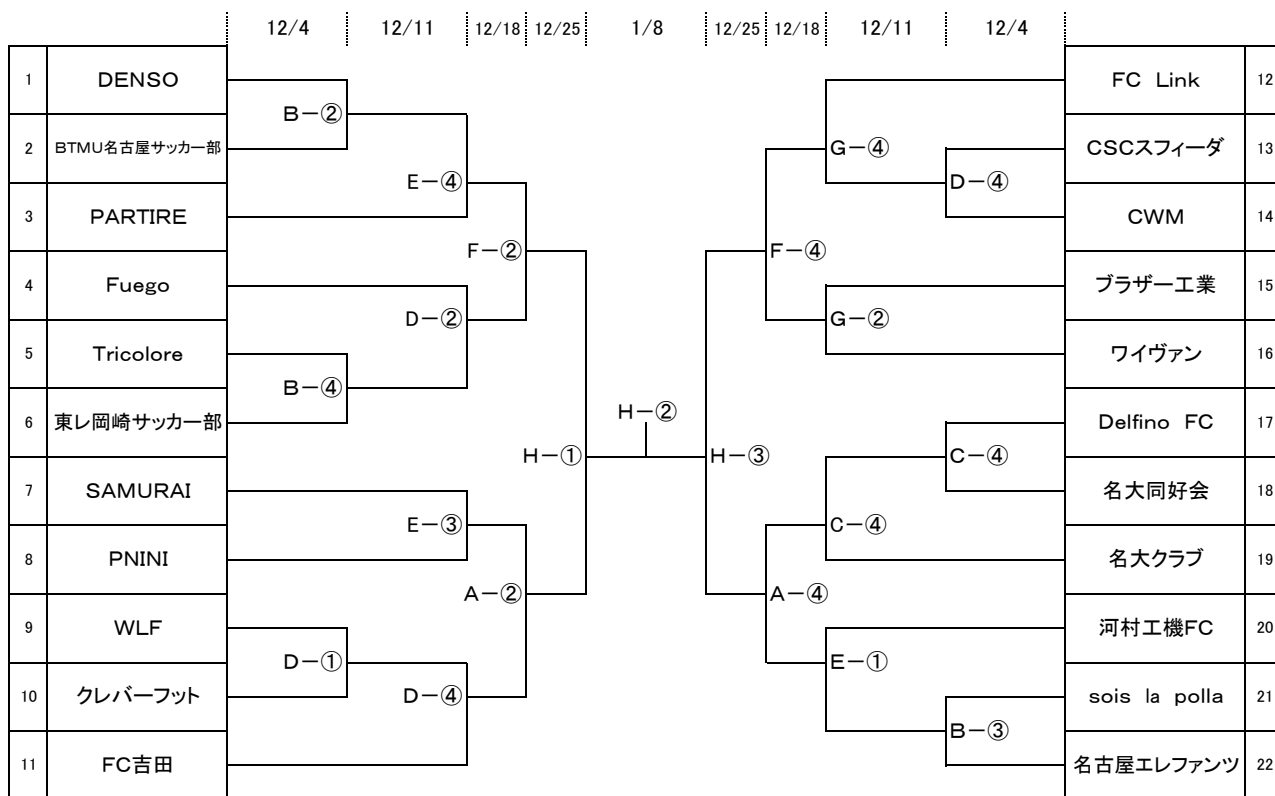 12/4 12/11 12/18 12/25 1/8 12/25 12/18 12/11 12/4
1 DENSO FC Link 12
B-②
2 BTMU名古屋サッカー部 G-④ CSCスフィーダ 13
E-④ D-④
3 PARTIRE CWM 14
F-② F-④
4 Fuego ブラザー工業 15
D-② G-②
5 Tricolore ワイヴァン 16
B-④
H-②
6 東レ岡崎サッカー部 Delfino FC 17
H-① H-③ C-④
7 SAMURAI 名大同好会 18
E-③ C-④
8 PNINI 名大クラブ 19
A-② A-④
9 WLF 河村工機FC 20
D-① E-①
10 クレバーフット D-④ sois la polla 21
B-③
11 FC吉田 名古屋エレファンツ 22